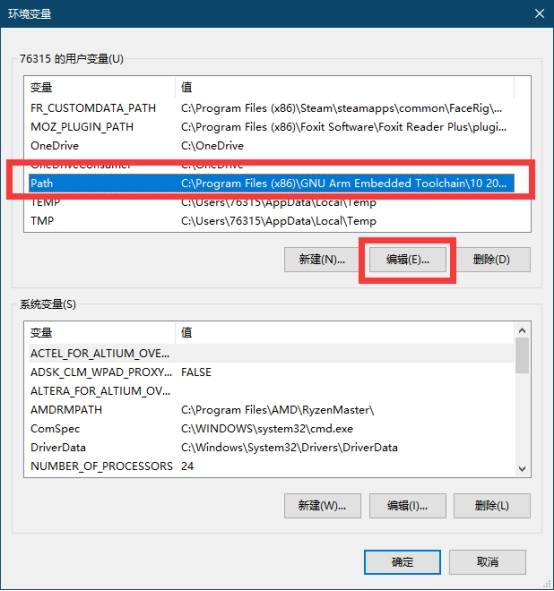 环境变量
76315 的用户变量(U)
变量 值
FR_CUSTOMDATA_PATH C:\Program Files (x86)\Steam\steamapps\common\FaceRig\...
MOZ_PLUGIN_PATH C:\Program Files (x86)\Foxit Software\Foxit Reader Plus\plugi...
OneDrive C:\OneDrive
OneDriveConsumer C:\OneDrive
Path C:\Program Files (x86)\GNU Arm Embedded Toolchain\10 20...
TEMP C:\Users\76315\AppData\Local\Temp
TMP C:\Users\76315\AppData\Local\Temp
新建(N)... 编辑(E)... 删除(D)
系统变量(S)
变量 值
ACTEL_FOR_ALTIUM_OVE...
ADSK_CLM_WPAD_PROXY... FALSE
ALTERA_FOR_ALTIUM_OV...
AMDRMPATH C:\Program Files\AMD\RyzenMaster\
ComSpec C:\WINDOWS\system32\cmd.exe
DriverData C:\Windows\System32\Drivers\DriverData
NUMBER_OF_PROCESSORS 24
新建(W)... 编辑(I)... 删除(L)
确定 取消